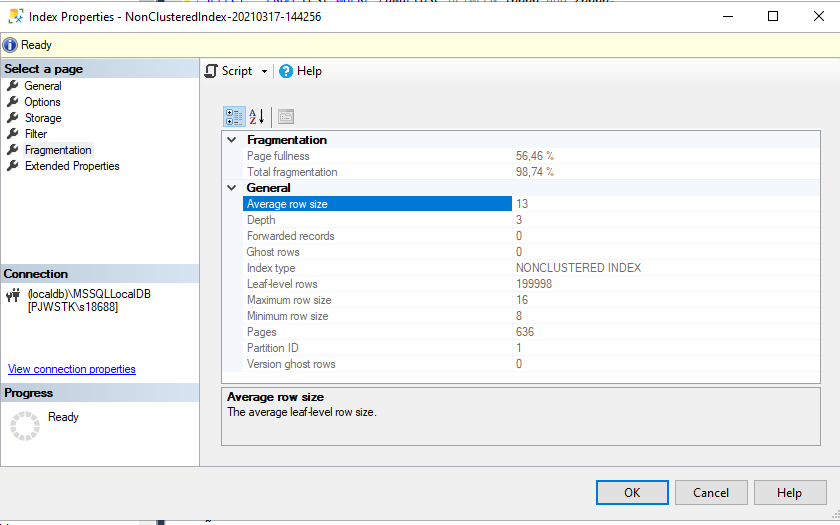 Index Properties - NonClusteredIndex-20210317-144256
Ready
Select a page
General
Options
Storage
Filter
Fragmentation
Extended Properties
Connection
(localdb)\MSSQLLocalDB
[PJWSTK\s18688]
View connection properties
Progress
Ready
Script
Help
Fragmentation
Page fullness 56,46 %
Total fragmentation 98,74 %
General
Average row size 13
Depth 3
Forwarded records 0
Ghost rows 0
Index type NONCLUSTERED INDEX
Leaf-level rows 199998
Maximum row size 16
Minimum row size 8
Pages 636
Partition ID 1
Version ghost rows 0
Average row size
The average leaf-level row size.
OK Cancel Help